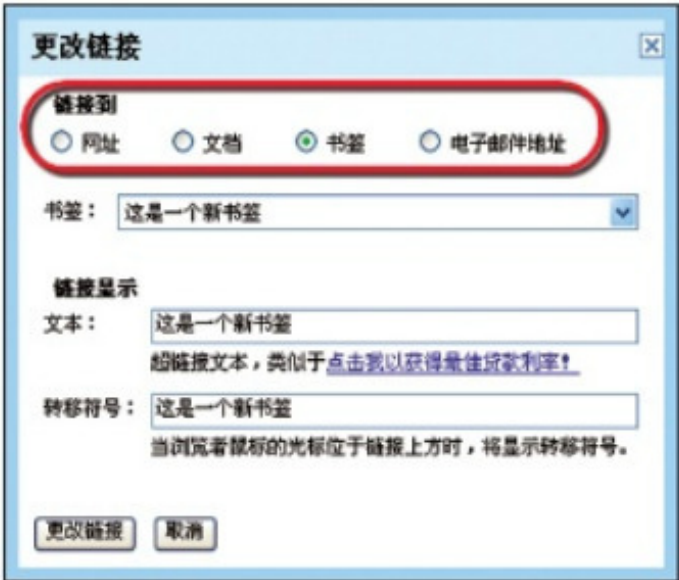 更改链接
链接到
网址 文档 书签 电子邮件地址
书签： 这是一个新书签
链接显示
文本： 这是一个新书签
超链接文本，类似于点击我以获得最佳贷款利率！
转移符号： 这是一个新书签
当浏览者鼠标的光标位于链接上方时，将显示转移符号。
更改链接 取消